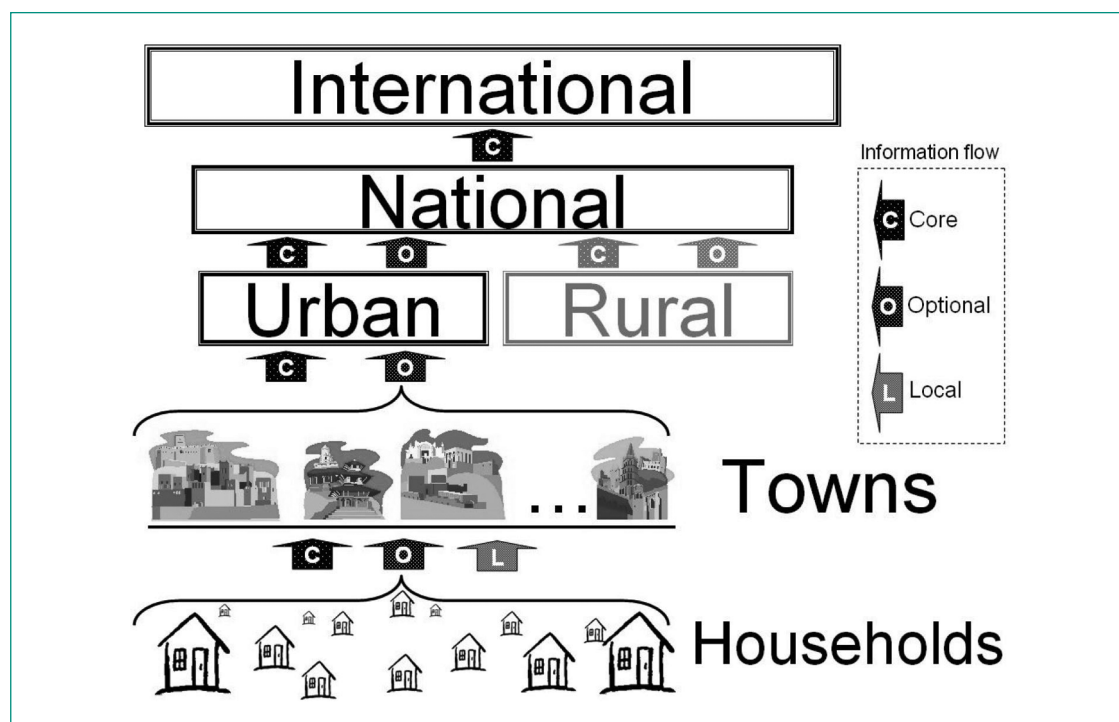 International
C
National
C O C O
Urban Rural
C O
...
Towns
C O L
Households
Information flow
C Core
O Optional
L Local